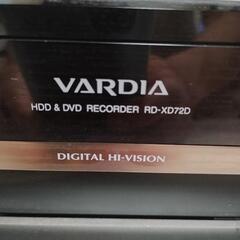 VARDIA
HDD & DVD RECORDER RD-XD72D
DIGITAL HI-VISION